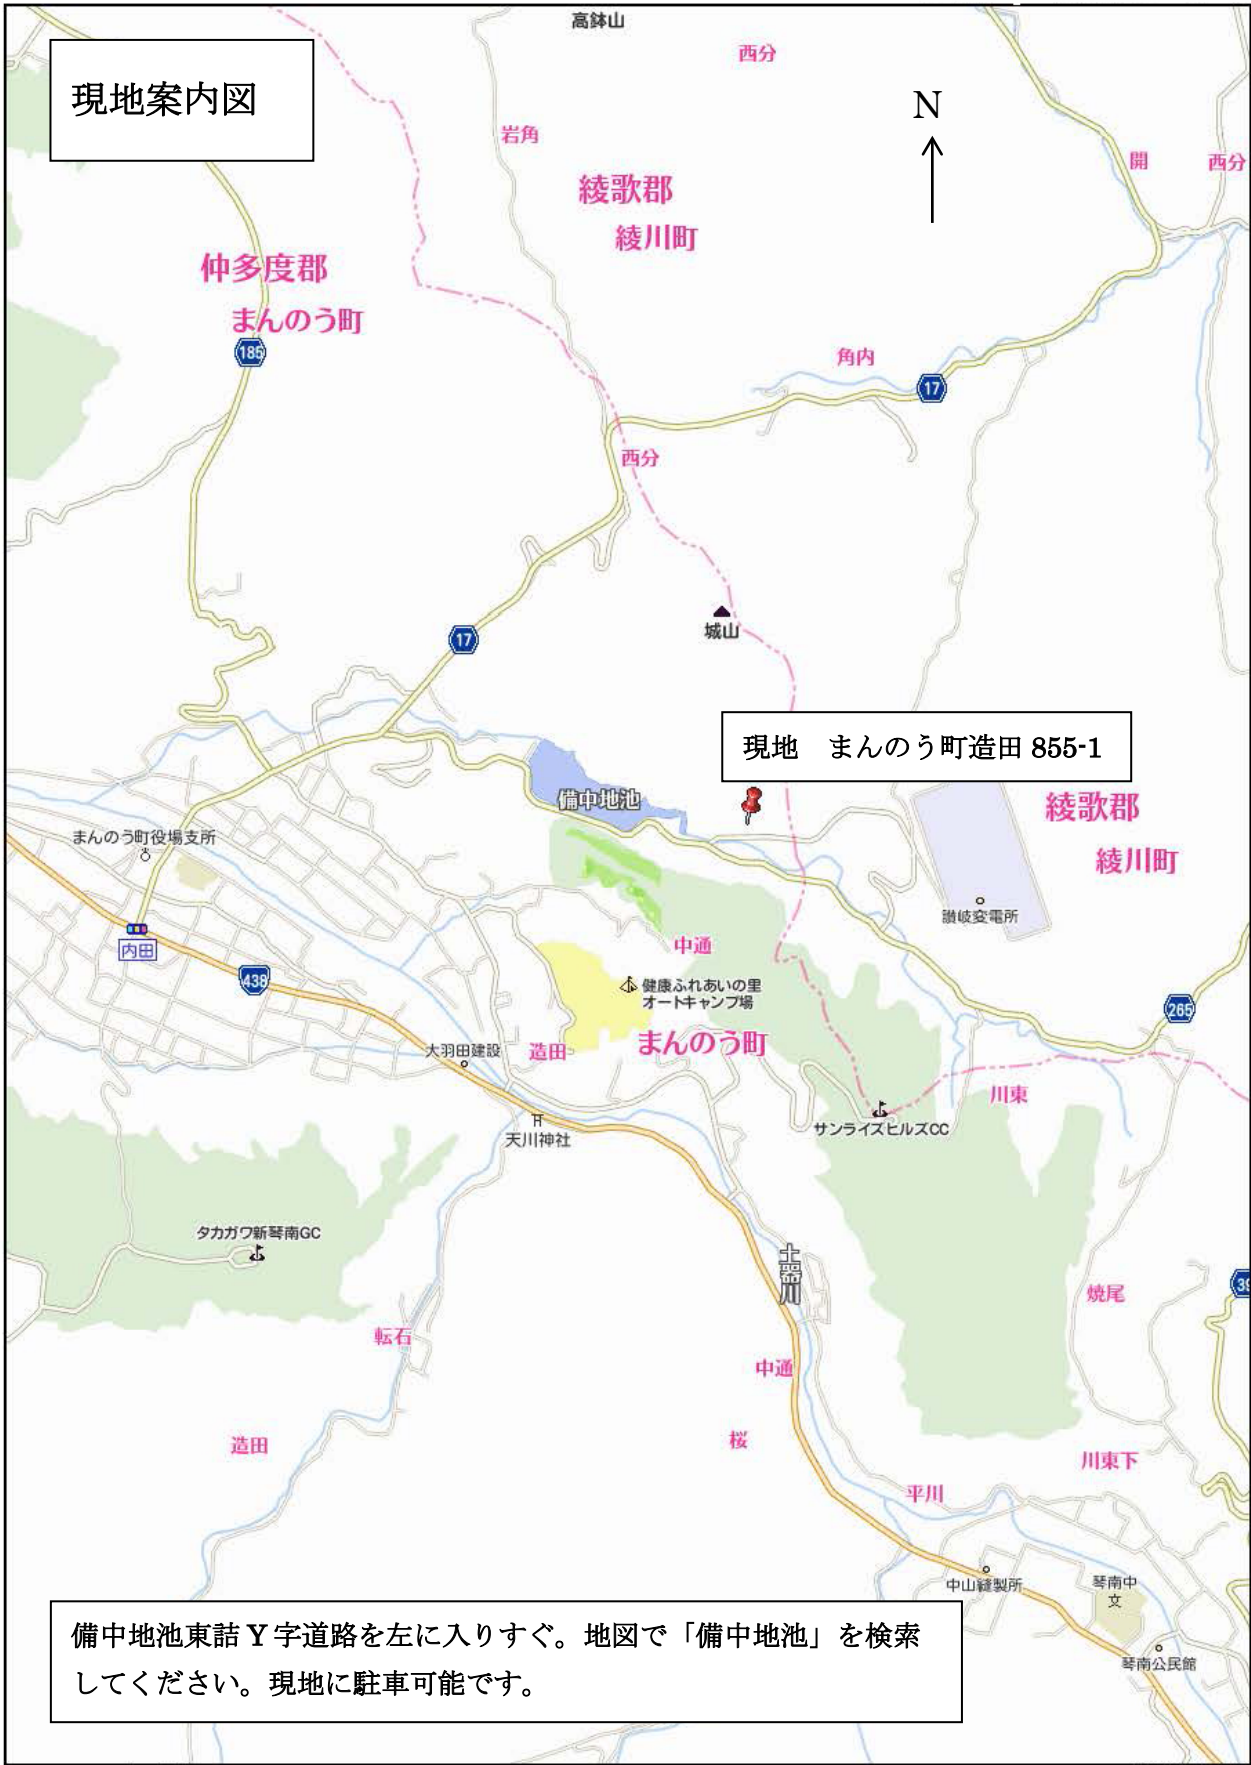 高鉢山
西分
現地案内図
N
岩角
開
西分
綾歌郡
綾川町
仲多度郡
まんのう町
185
角内
17
西分
17
城山
現地　まんのう町造田 855-1
備中地池
綾歌郡
綾川町
まんのう町役場支所
讃岐変電所
内田
中通
438
健康ふれあいの里
オートキャンプ場
265
まんのう町
大羽田建設
造田
川東
サンライズヒルズCC
天川神社
タカガワ新琴南GC
土器川
焼尾
39
転石
中通
造田
桜
川東下
平川
中山縫製所
琴南中
文
備中地池東詰 Y 字道路を左に入りすぐ。地図で「備中地池」を検索
してください。現地に駐車可能です。
琴南公民館